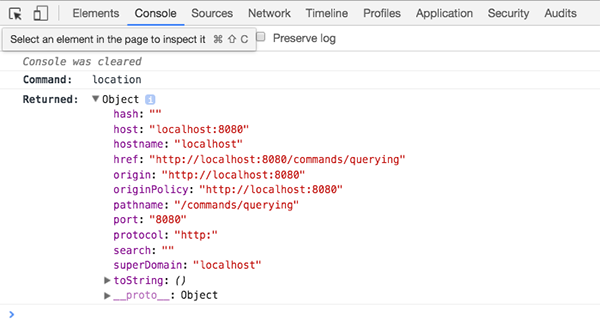 Elements Console Sources Network Timeline Profiles Application Security Audits
Select an element in the page to inspect it ⌘ ⇧ C Preserve log
Console was cleared
Command: location
Returned: ▼Object i
hash: ""
host: "localhost:8080"
hostname: "localhost"
href: "http://localhost:8080/commands/querying"
origin: "http://localhost:8080"
originPolicy: "http://localhost:8080"
pathname: "/commands/querying"
port: "8080"
protocol: "http:"
search: ""
superDomain: "localhost"
▶toString: ()
▶__proto__: Object
>